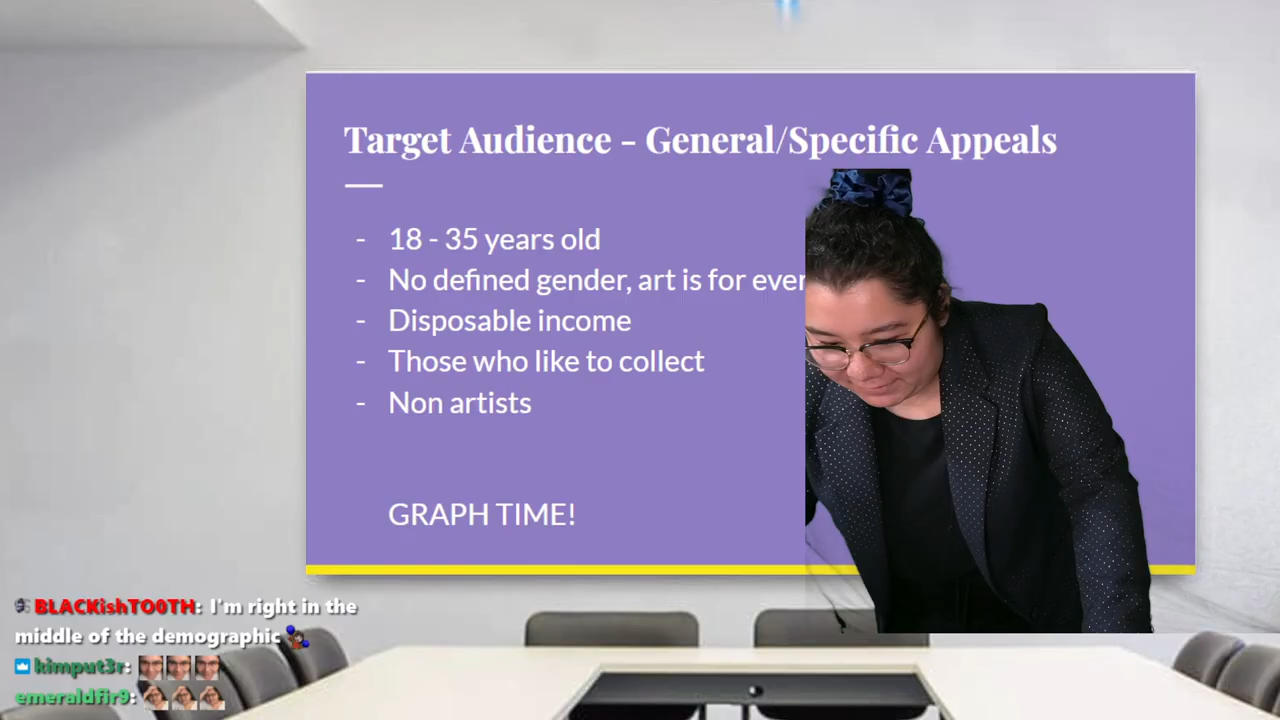 Target Audience - General/Specific Appeals
- 18 - 35 years old
- No defined gender, art is for ever
- Disposable income
- Those who like to collect
- Non artists
GRAPH TIME!
BLACKishTO0TH: I'm right in the
middle of the demographic
kimput3r:
emeraldfir9: